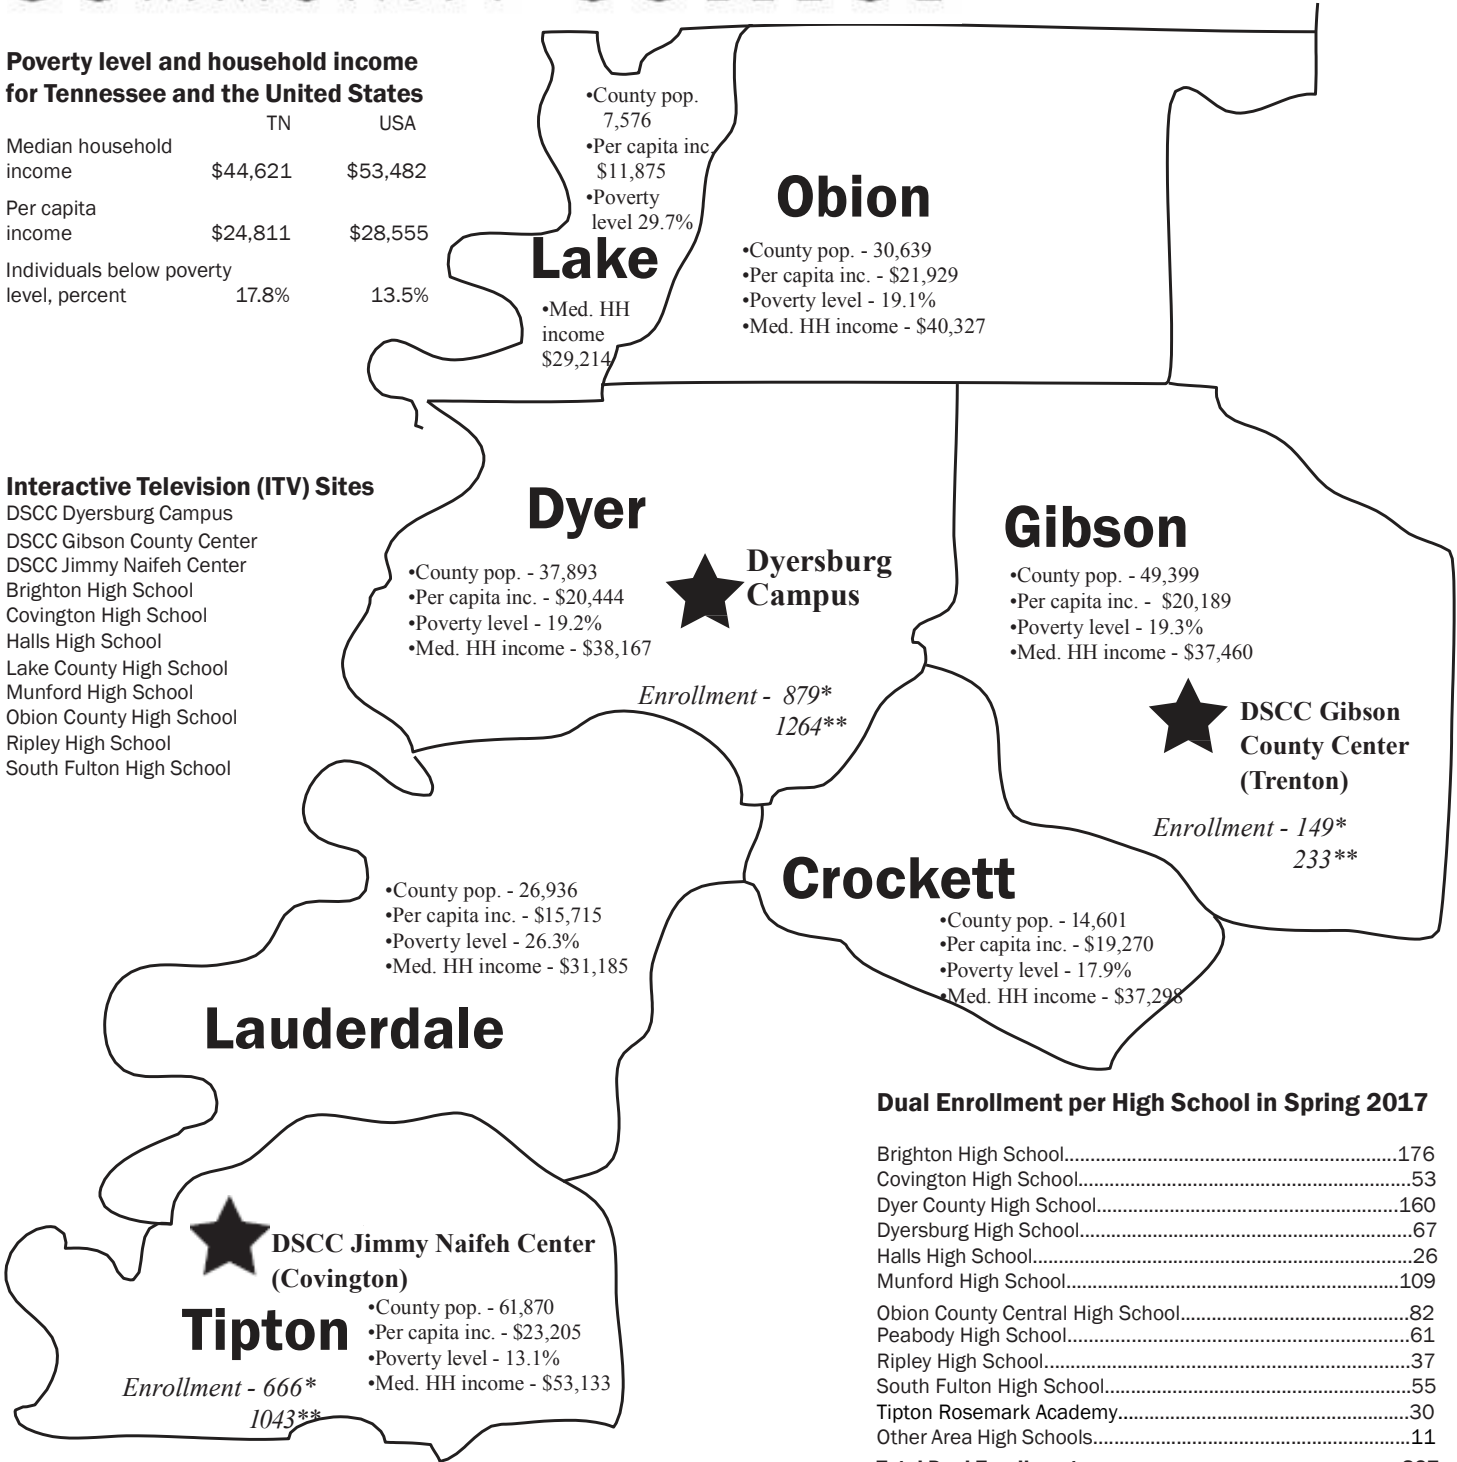 Poverty level and household income
for Tennessee and the United States
TN USA
Median household
income $44,621 $53,482
Per capita
income $24,811 $28,555
Individuals below poverty
level, percent 17.8% 13.5%
•County pop.
7,576
•Per capita inc.
$11,875
•Poverty
level 29.7%
Lake
•Med. HH
income
$29,214
Obion
•County pop. - 30,639
•Per capita inc. - $21,929
•Poverty level - 19.1%
•Med. HH income - $40,327
Interactive Television (ITV) Sites
DSCC Dyersburg Campus
DSCC Gibson County Center
DSCC Jimmy Naifeh Center
Brighton High School
Covington High School
Halls High School
Lake County High School
Munford High School
Obion County High School
Ripley High School
South Fulton High School
Dyer
•County pop. - 37,893
•Per capita inc. - $20,444
•Poverty level - 19.2%
•Med. HH income - $38,167
Dyersburg
Campus
Enrollment - 879*
1264**
Gibson
•County pop. - 49,399
•Per capita inc. - $20,189
•Poverty level - 19.3%
•Med. HH income - $37,460
DSCC Gibson
County Center
(Trenton)
Enrollment - 149*
233**
Crockett
•County pop. - 14,601
•Per capita inc. - $19,270
•Poverty level - 17.9%
•Med. HH income - $37,298
•County pop. - 26,936
•Per capita inc. - $15,715
•Poverty level - 26.3%
•Med. HH income - $31,185
Lauderdale
DSCC Jimmy Naifeh Center
(Covington)
Tipton
•County pop. - 61,870
•Per capita inc. - $23,205
•Poverty level - 13.1%
•Med. HH income - $53,133
Enrollment - 666*
1043**
Dual Enrollment per High School in Spring 2017
Brighton High School...............................................................176
Covington High School...............................................................53
Dyer County High School.........................................................160
Dyersburg High School...............................................................67
Halls High School........................................................................26
Munford High School...............................................................109
Obion County Central High School...........................................82
Peabody High School.................................................................61
Ripley High School......................................................................37
South Fulton High School..........................................................55
Tipton Rosemark Academy.......................................................30
Other Area High Schools............................................................11